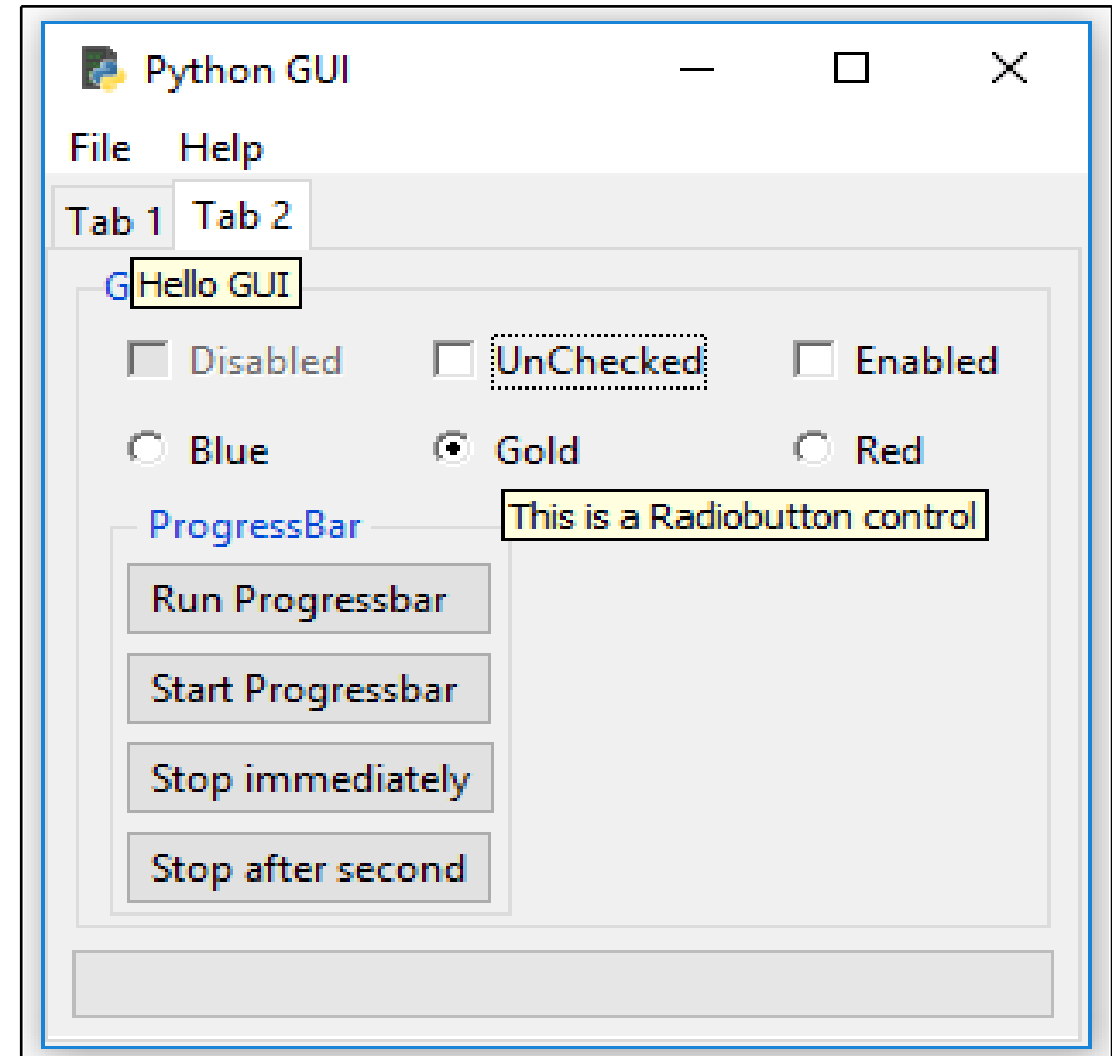 Python GUI
File Help
Tab 1 Tab 2
G
Hello GUI
Disabled UnChecked Enabled
Blue Gold Red
This is a Radiobutton control
ProgressBar
Run Progressbar
Start Progressbar
Stop immediately
Stop after second